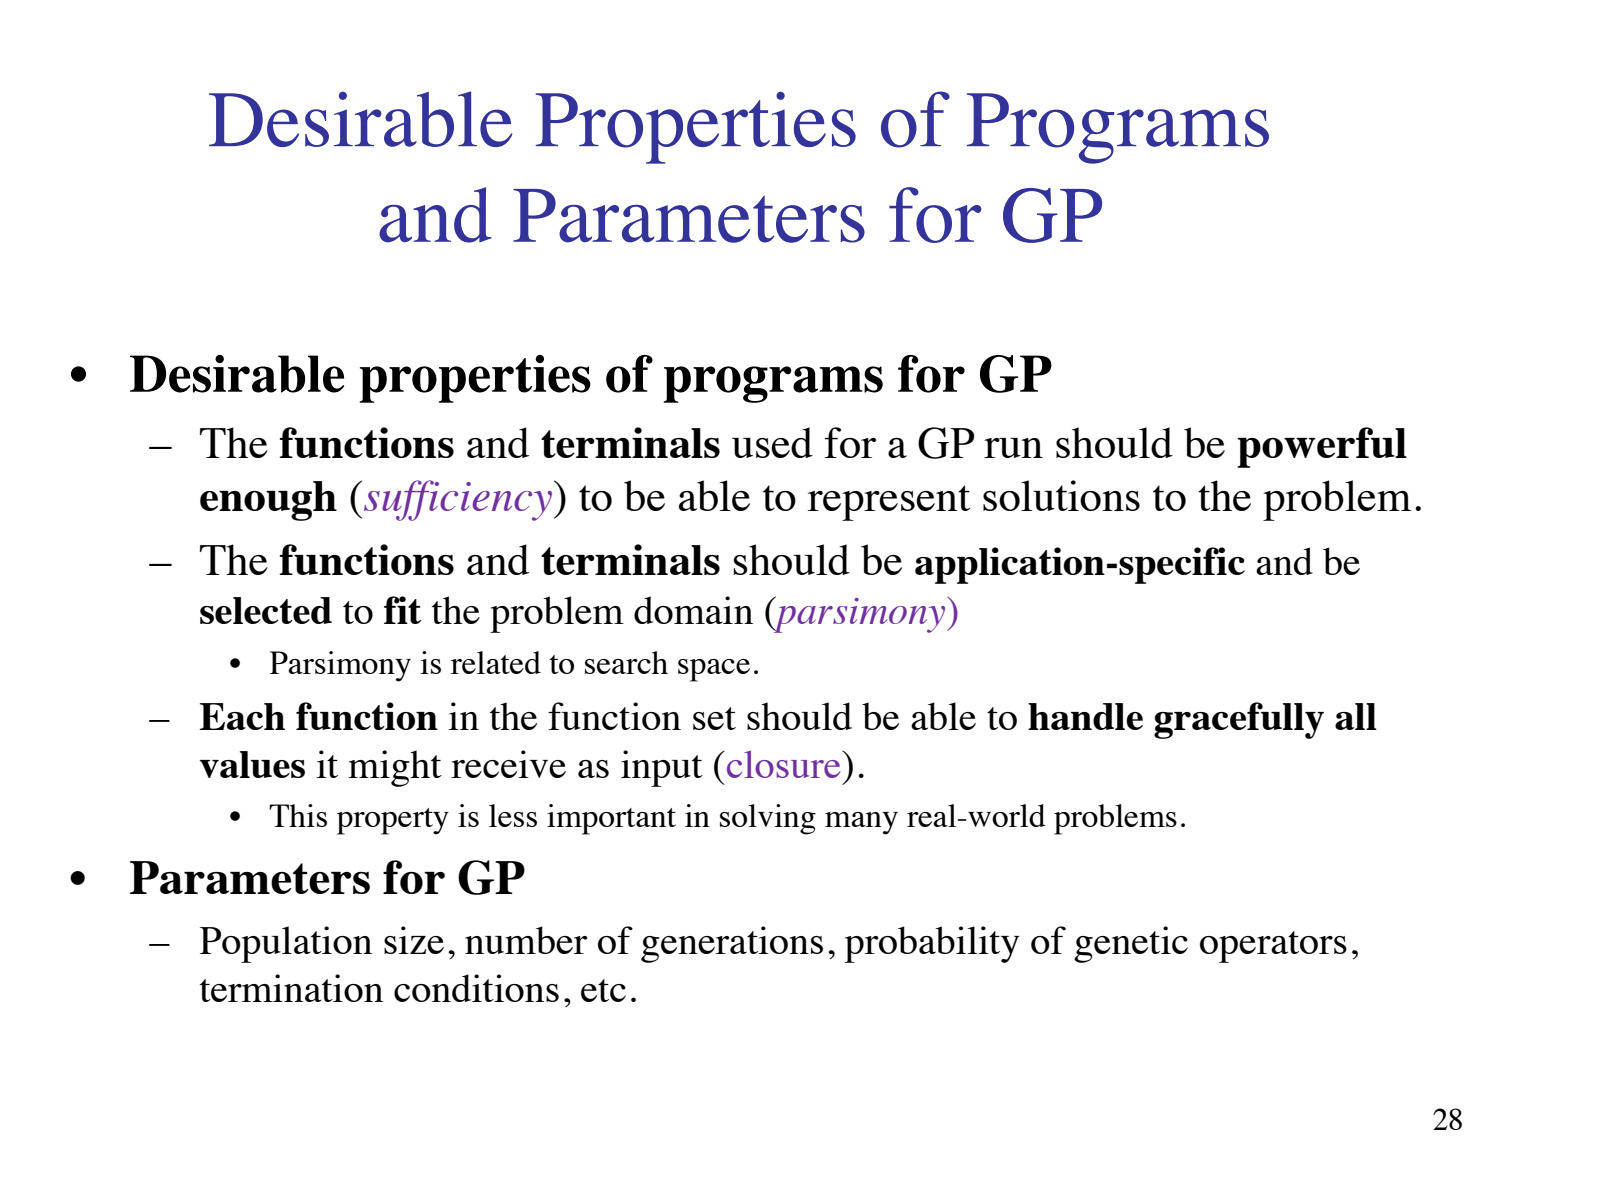 Desirable Properties of Programs
and Parameters for GP
• Desirable properties of programs for GP
– The functions and terminals used for a GP run should be powerful
enough (sufficiency) to be able to represent solutions to the problem.
– The functions and terminals should be application-specific and be
selected to fit the problem domain (parsimony)
• Parsimony is related to search space.
– Each function in the function set should be able to handle gracefully all
values it might receive as input (closure).
• This property is less important in solving many real-world problems.
• Parameters for GP
– Population size, number of generations, probability of genetic operators,
termination conditions, etc.
28